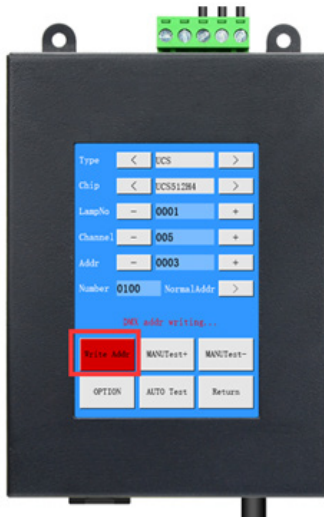 Type < UCS >
Chip < UCS512H4 >
LampNo - 0001 +
Channel - 005 +
Addr - 0003 +
Number 0100 NormalAddr >
DMX addr writing...
Write Addr MANUTest+ MANUTest-
OPTION AUTO Test Return